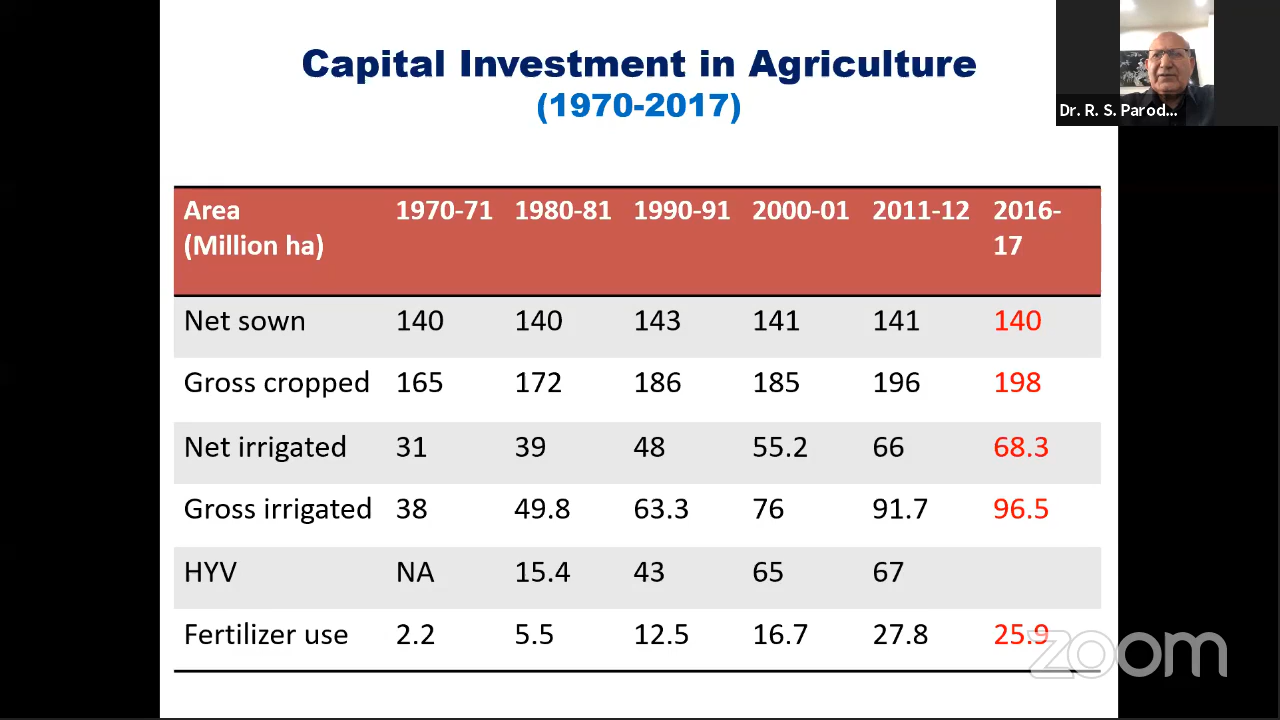 Capital Investment in Agriculture
(1970-2017)
Dr. R. S. Parod...
Area 1970-71 1980-81 1990-91 2000-01 2011-12 2016-
(Million ha) 17
Net sown 140 140 143 141 141 140
Gross cropped 165 172 186 185 196 198
Net irrigated 31 39 48 55.2 66 68.3
Gross irrigated 38 49.8 63.3 76 91.7 96.5
HYV NA 15.4 43 65 67
Fertilizer use 2.2 5.5 12.5 16.7 27.8 25.9
zoom